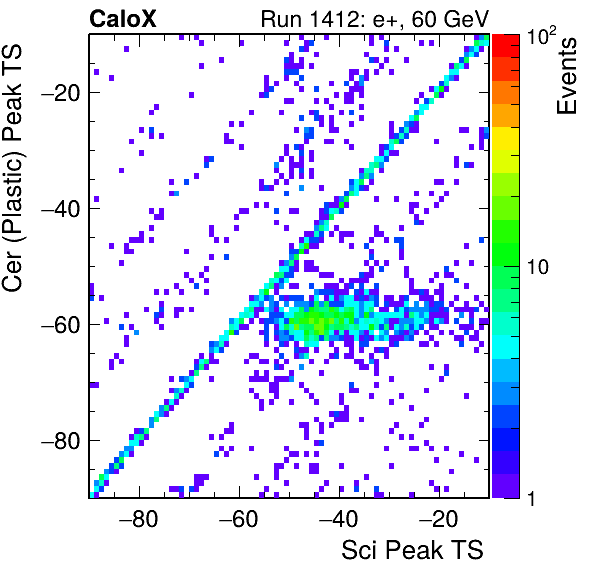 CaloX Run 1412: e+, 60 GeV
Cer (Plastic) Peak TS
−20
−40
−60
−80
−80 −60 −40 −20
Sci Peak TS
10²
10
1
Events